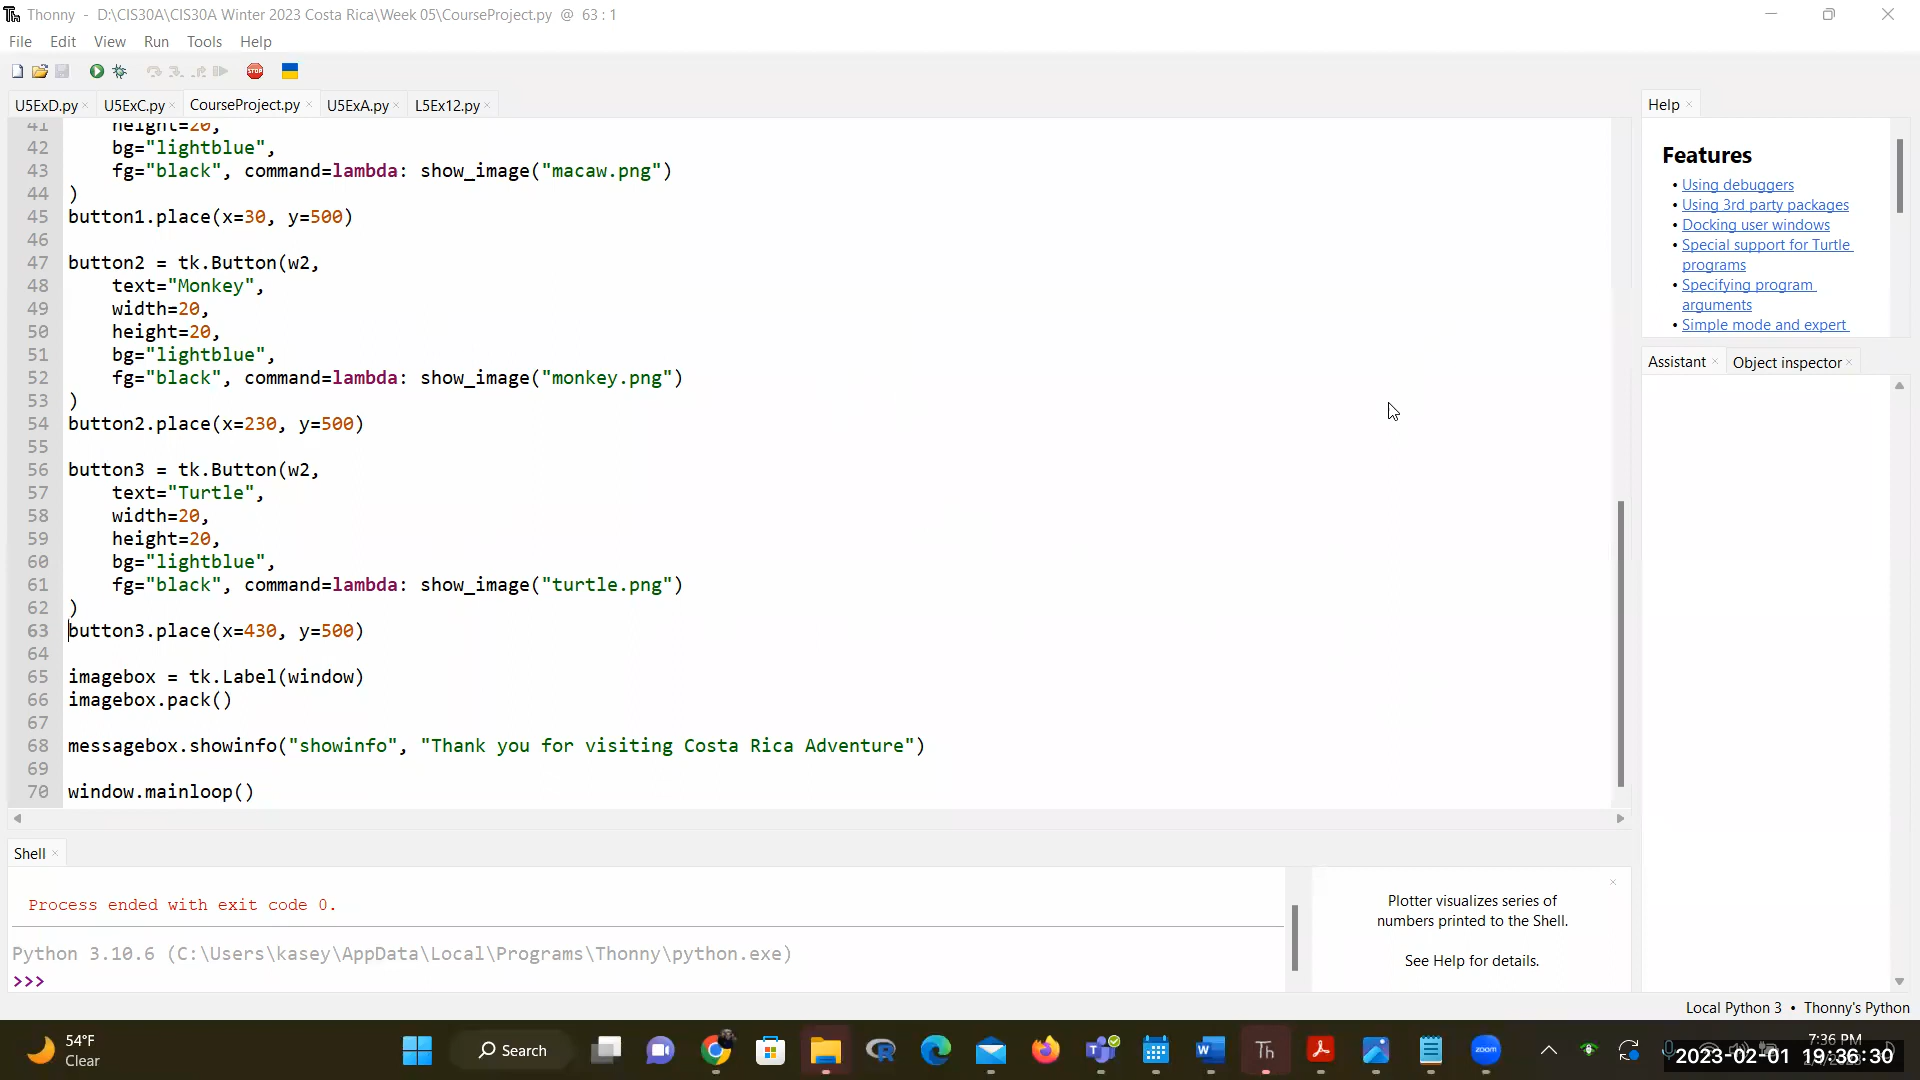 Thonny - D:\CIS30A\CIS30A Winter 2023 Costa Rica\Week 05\CourseProject.py @ 63 : 1
File Edit View Run Tools Help
STOP
U5ExD.py × U5ExC.py × CourseProject.py × U5ExA.py × L5Ex12.py ×
41     height=20,
42     bg="lightblue",
43     fg="black", command=lambda: show_image("macaw.png")
44 )
45 button1.place(x=30, y=500)
46
47 button2 = tk.Button(w2,
48     text="Monkey",
49     width=20,
50     height=20,
51     bg="lightblue",
52     fg="black", command=lambda: show_image("monkey.png")
53 )
54 button2.place(x=230, y=500)
55
56 button3 = tk.Button(w2,
57     text="Turtle",
58     width=20,
59     height=20,
60     bg="lightblue",
61     fg="black", command=lambda: show_image("turtle.png")
62 )
63 button3.place(x=430, y=500)
64
65 imagebox = tk.Label(window)
66 imagebox.pack()
67
68 messagebox.showinfo("showinfo", "Thank you for visiting Costa Rica Adventure")
69
70 window.mainloop()
Help ×
Features
• Using debuggers
• Using 3rd party packages
• Docking user windows
• Special support for Turtle
programs
• Specifying program
arguments
• Simple mode and expert
Assistant × Object inspector ×
Shell ×
Process ended with exit code 0.
Python 3.10.6 (C:\Users\kasey\AppData\Local\Programs\Thonny\python.exe)
>>>
Plotter visualizes series of
numbers printed to the Shell.
See Help for details.
Local Python 3 • Thonny's Python
54°F
Clear
Search
Th
zoom
7:36 PM
2023-02-01 19:36:30